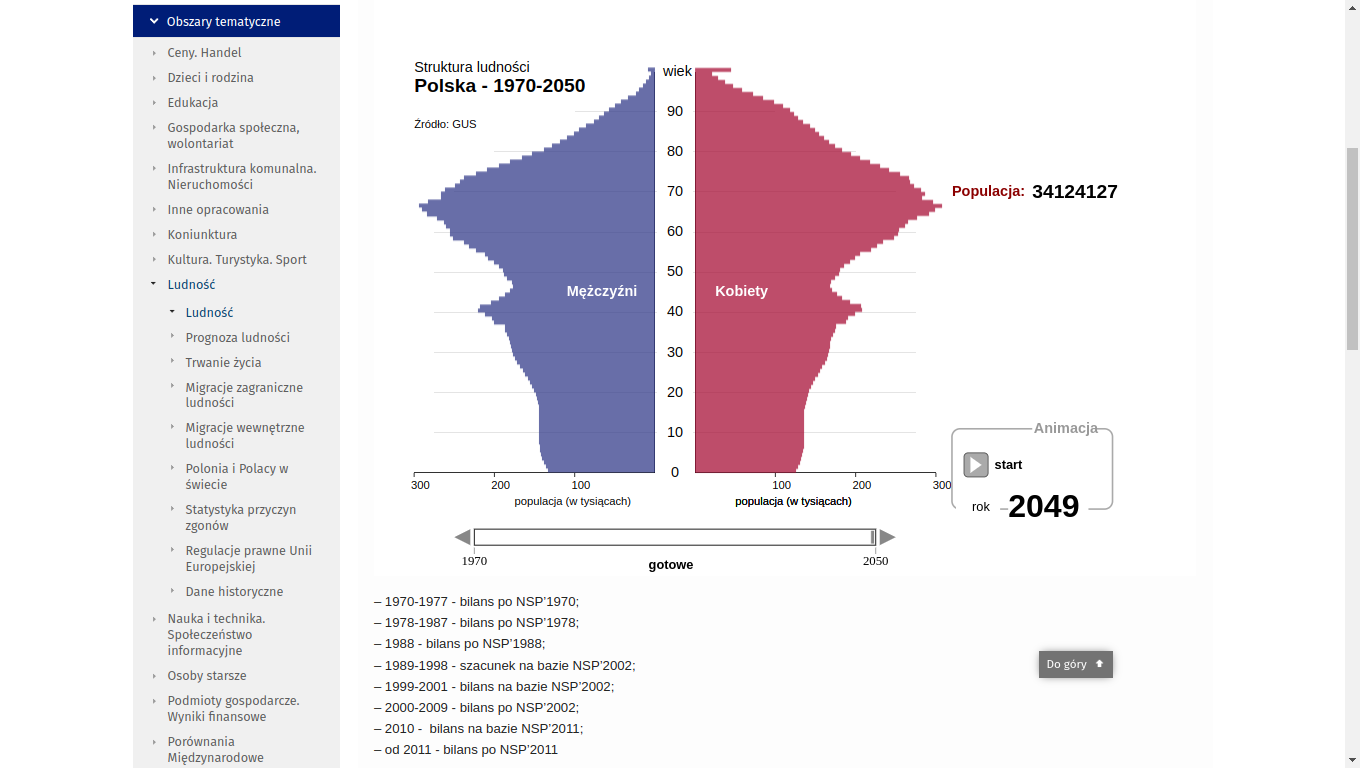 Obszary tematyczne
Ceny. Handel
Dzieci i rodzina
Edukacja
Gospodarka społeczna,
wolontariat
Infrastruktura komunalna.
Nieruchomości
Inne opracowania
Koniunktura
Kultura. Turystyka. Sport
Ludność
Ludność
Prognoza ludności
Trwanie życia
Migracje zagraniczne
ludności
Migracje wewnętrzne
ludności
Polonia i Polacy w
świecie
Statystyka przyczyn
zgonów
Regulacje prawne Unii
Europejskiej
Dane historyczne
Nauka i technika.
Społeczeństwo
informacyjne
Osoby starsze
Podmioty gospodarcze.
Wyniki finansowe
Porównania
Międzynarodowe
Struktura ludności
Polska - 1970-2050
Źródło: GUS
wiek
90
80
70
60
50
40
30
20
10
0
Mężczyźni
Kobiety
300 200 100
100 200 300
populacja (w tysiącach)
populacja (w tysiącach)
Populacja: 34124127
Animacja
start
rok 2049
1970
2050
gotowe
– 1970-1977 - bilans po NSP’1970;
– 1978-1987 - bilans po NSP’1978;
– 1988 - bilans po NSP’1988;
– 1989-1998 - szacunek na bazie NSP’2002;
– 1999-2001 - bilans na bazie NSP’2002;
– 2000-2009 - bilans po NSP’2002;
– 2010 -  bilans na bazie NSP’2011;
– od 2011 - bilans po NSP’2011
Do góry